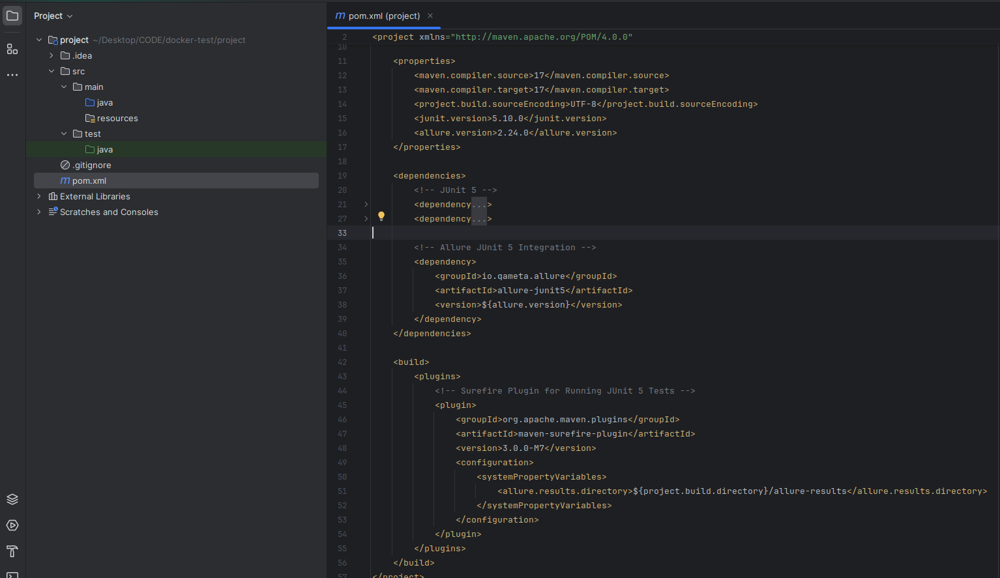 Project
project ~/Desktop/CODE/docker-test/project
.idea
src
main
java
resources
test
java
.gitignore
m pom.xml
External Libraries
Scratches and Consoles
m pom.xml (project)
2 <project xmlns="http://maven.apache.org/POM/4.0.0"
10
11 <properties>
12 <maven.compiler.source>17</maven.compiler.source>
13 <maven.compiler.target>17</maven.compiler.target>
14 <project.build.sourceEncoding>UTF-8</project.build.sourceEncoding>
15 <junit.version>5.10.0</junit.version>
16 <allure.version>2.24.0</allure.version>
17 </properties>
18
19 <dependencies>
20 <!-- JUnit 5 -->
21 <dependency...>
27 <dependency...>
33
34 <!-- Allure JUnit 5 Integration -->
35 <dependency>
36 <groupId>io.qameta.allure</groupId>
37 <artifactId>allure-junit5</artifactId>
38 <version>${allure.version}</version>
39 </dependency>
40 </dependencies>
41
42 <build>
43 <plugins>
44 <!-- Surefire Plugin for Running JUnit 5 Tests -->
45 <plugin>
46 <groupId>org.apache.maven.plugins</groupId>
47 <artifactId>maven-surefire-plugin</artifactId>
48 <version>3.0.0-M7</version>
49 <configuration>
50 <systemPropertyVariables>
51 <allure.results.directory>${project.build.directory}/allure-results</allure.results.directory>
52 </systemPropertyVariables>
53 </configuration>
54 </plugin>
55 </plugins>
56 </build>
57 </project>